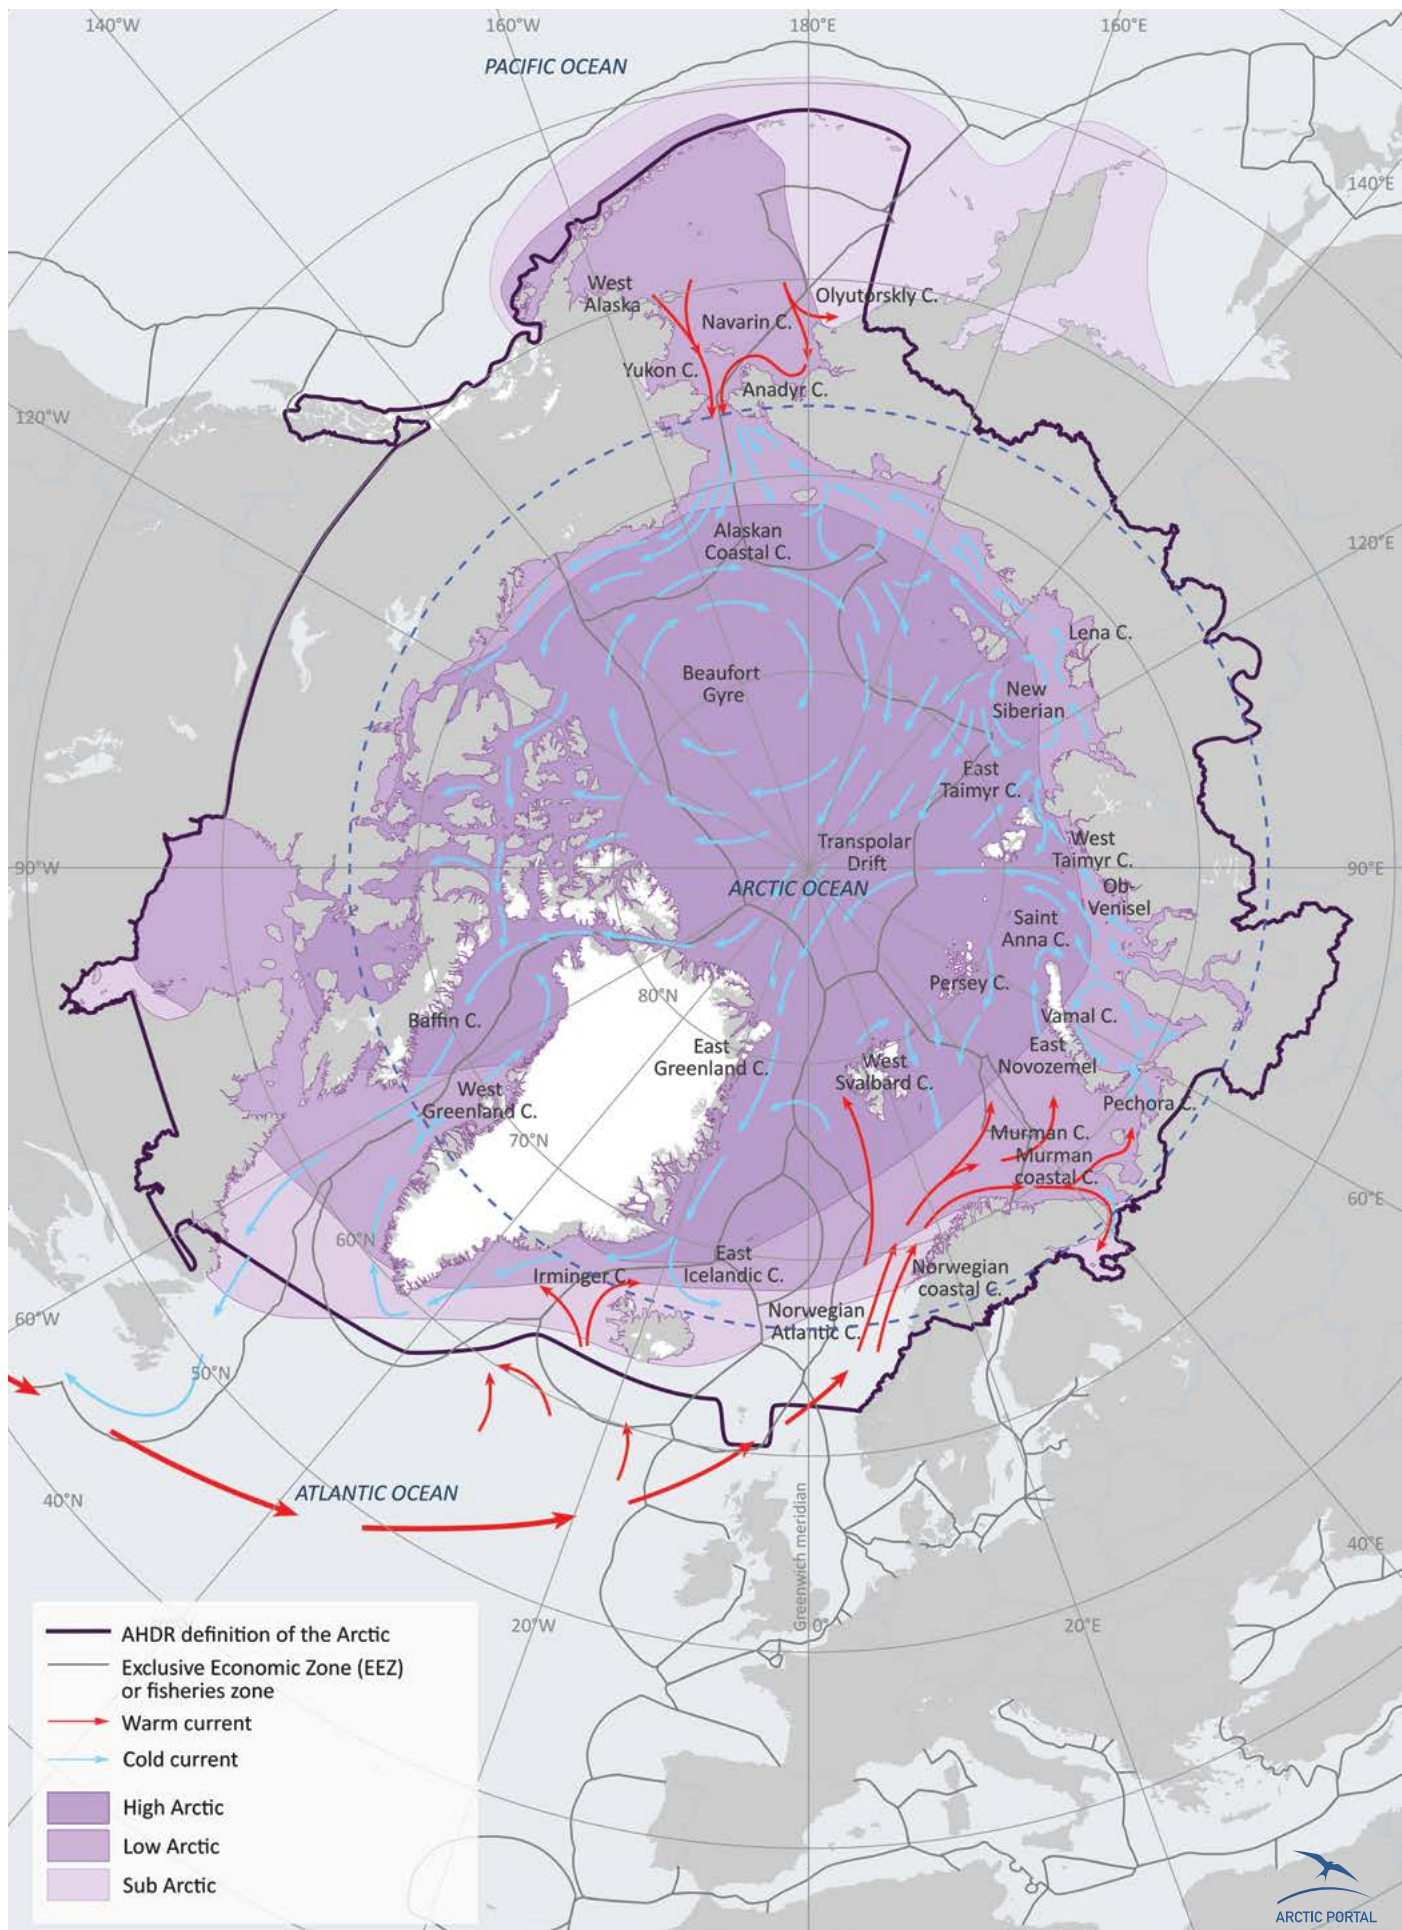 140°W
160°W
180°E
160°E
PACIFIC OCEAN
140°E
West
Alaska
Olyutorskly C.
Navarin C.
Yukon C.
Anadyr C.
120°W
120°E
Alaskan
Coastal C.
Lena C.
Beaufort
Gyre
New
Siberian
East
Taimyr C.
Transpolar
Drift
West
Taimyr C.
90°W
90°E
ARCTIC OCEAN
Ob-
Venisel
Saint
Anna C.
Persey C.
80°N
Baffin C.
Vamal C.
East
Greenland C.
East
Novozemel
West
Svalbard C.
West
Greenland C.
Pechora C.
70°N
Murman C.
Murman
coastal C.
60°E
60°N
East
Icelandic C.
Irminger C.
Norwegian
coastal C.
60°W
Norwegian
Atlantic C.
50°N
ATLANTIC OCEAN
40°N
Greenwich meridian
40°E
20°W
0°
20°E
AHDR definition of the Arctic
Exclusive Economic Zone (EEZ)
or fisheries zone
Warm current
Cold current
High Arctic
Low Arctic
Sub Arctic
ARCTIC PORTAL